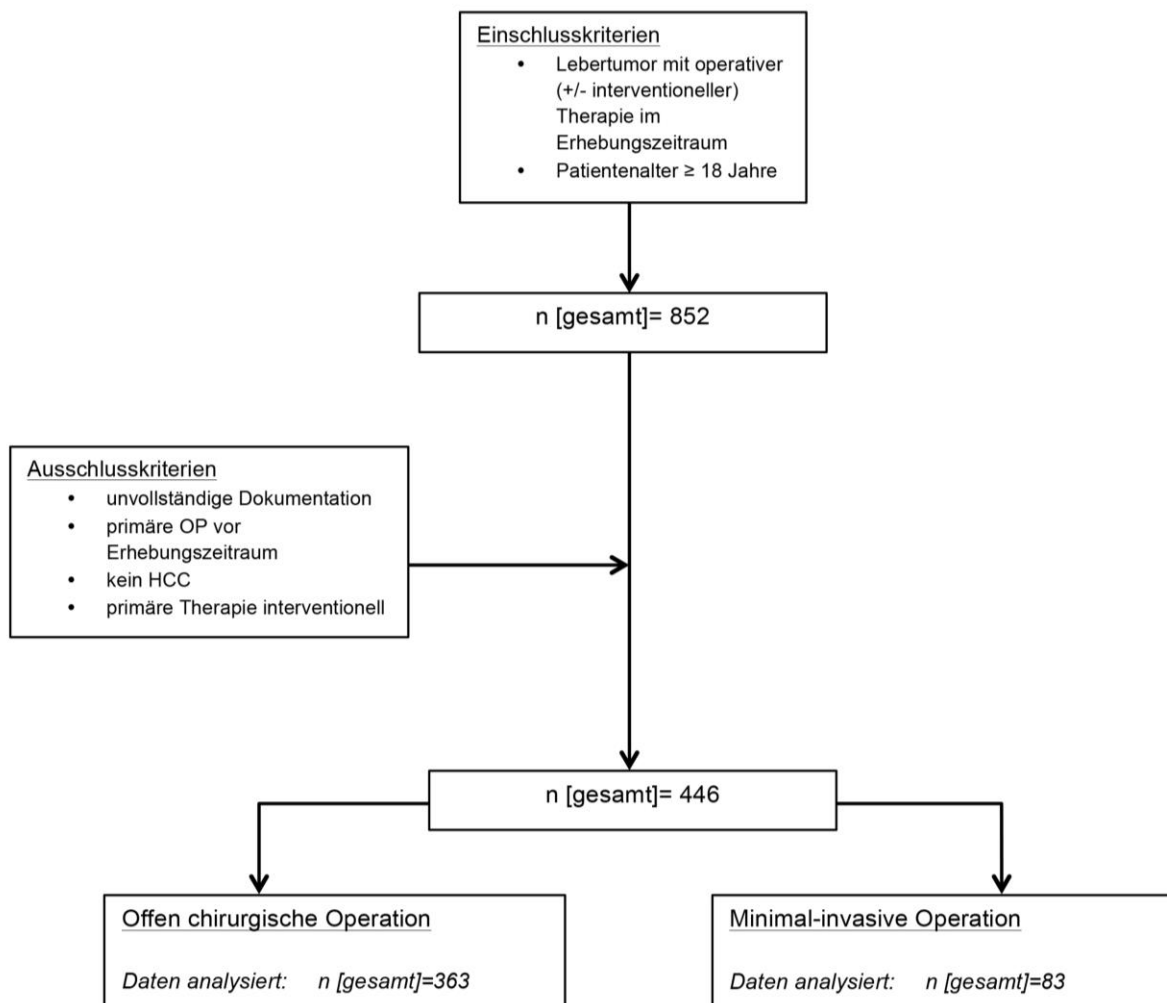 Einschlusskriterien
• Lebertumor mit operativer
(+/- interventioneller)
Therapie im
Erhebungszeitraum
• Patientenalter ≥ 18 Jahre
n [gesamt]= 852
Ausschlusskriterien
• unvollständige Dokumentation
• primäre OP vor
Erhebungszeitraum
• kein HCC
• primäre Therapie interventionell
n [gesamt]= 446
Offen chirurgische Operation
Daten analysiert: n [gesamt]=363
Minimal-invasive Operation
Daten analysiert: n [gesamt]=83